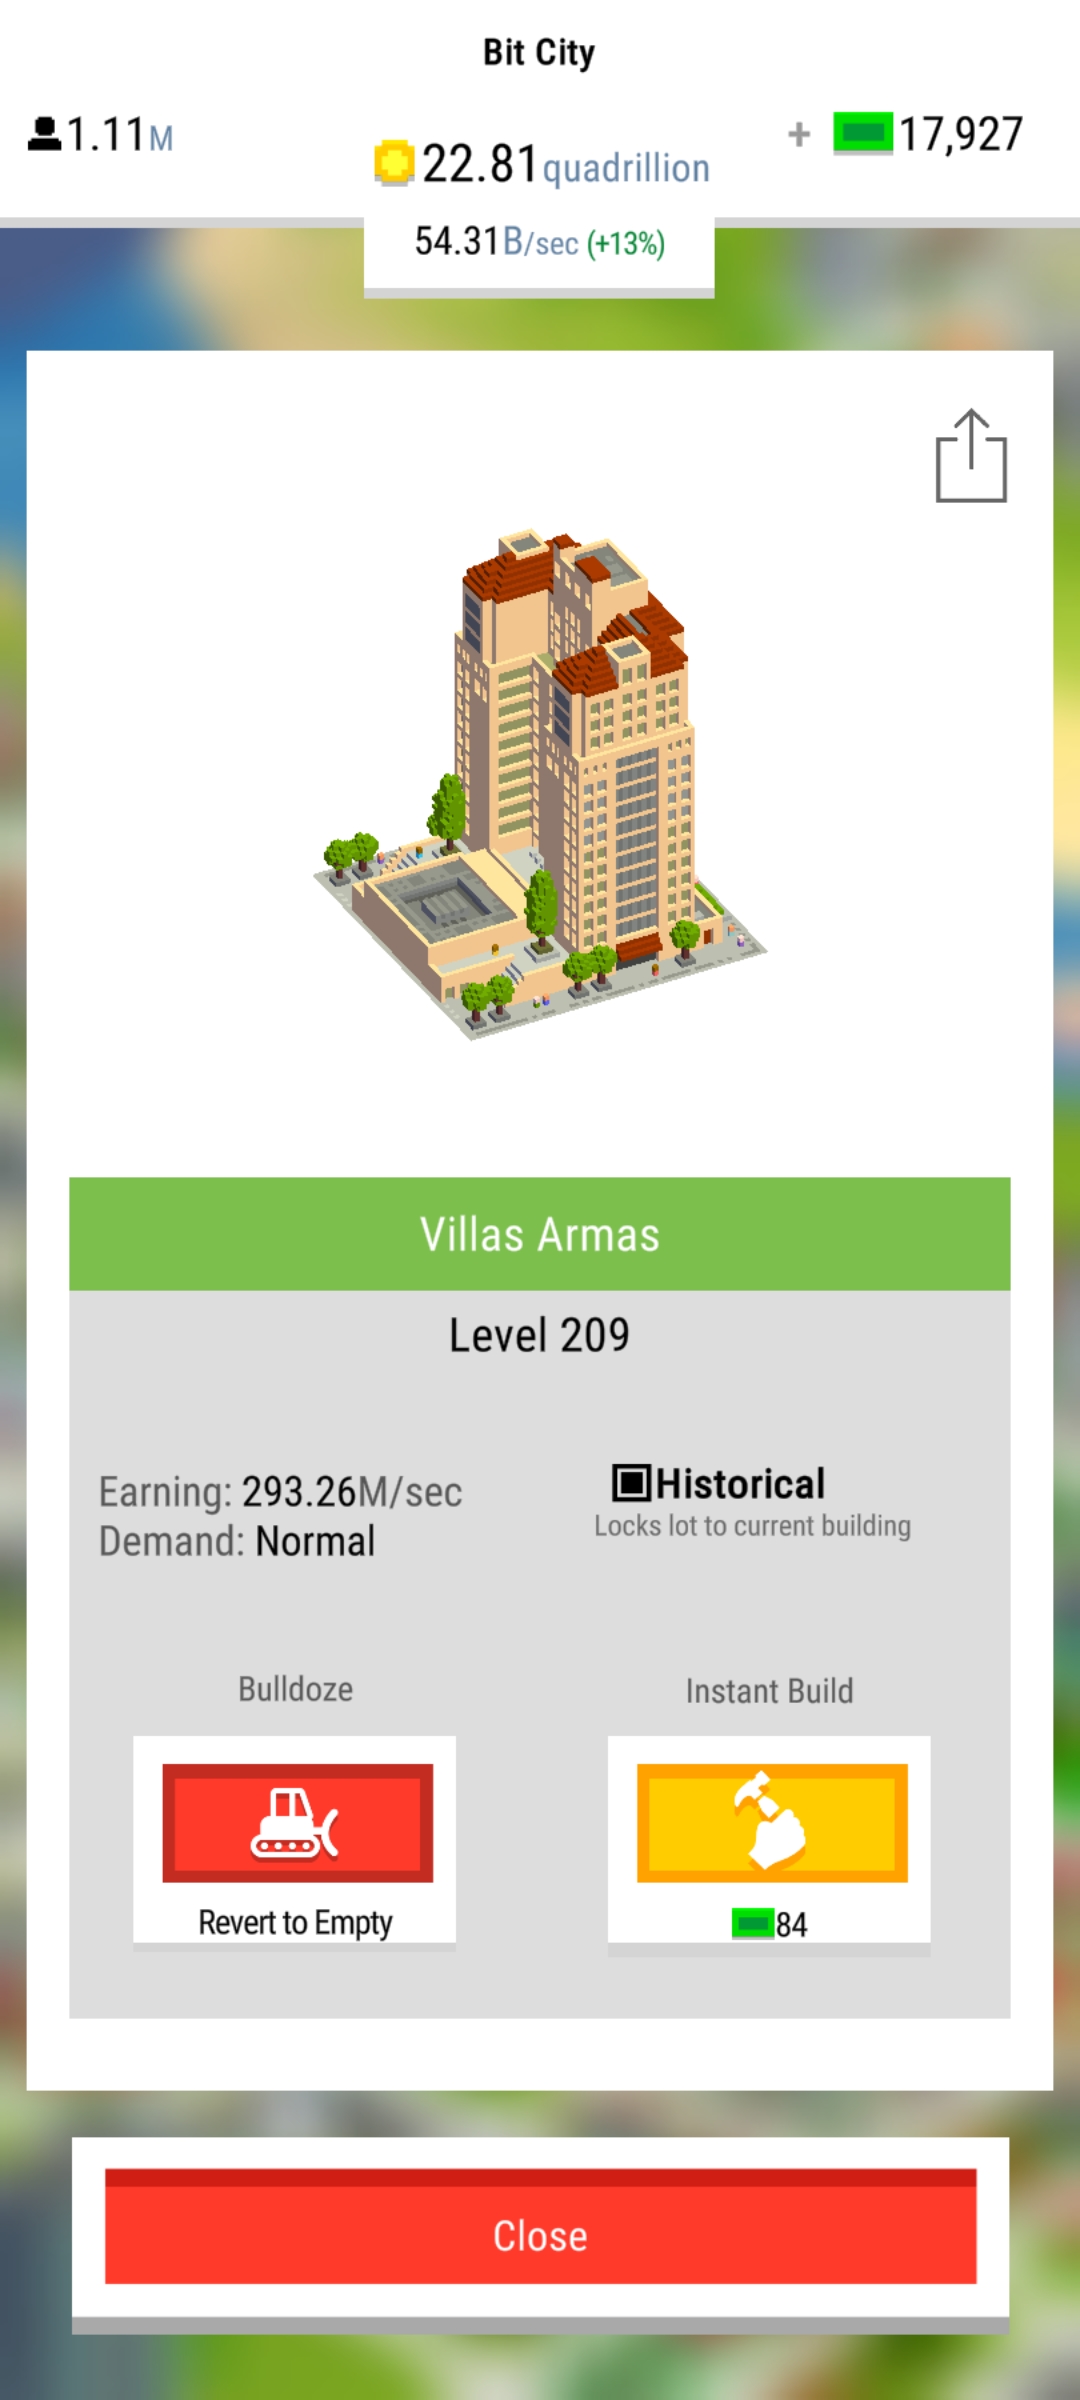 Bit City
1.11M
22.81quadrillion
+ 17,927
54.31B/sec (+13%)
Villas Armas
Level 209
Earning: 293.26M/sec
Demand: Normal
Historical
Locks lot to current building
Bulldoze
Revert to Empty
Instant Build
84
Close